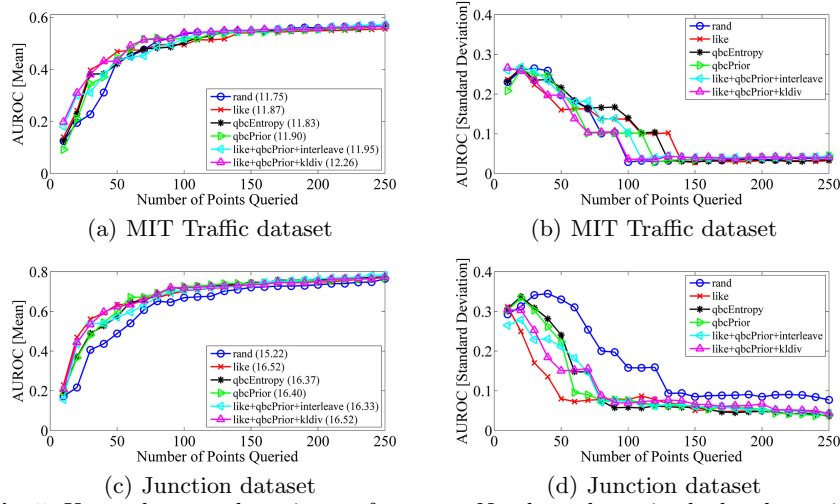 AUROC [Mean]
0.6
0.4
0.2
0
0 50 100 150 200 250
Number of Points Queried
rand (11.75)
like (11.87)
qbcEntropy (11.83)
qbcPrior (11.90)
like+qbcPrior+interleave (11.95)
like+qbcPrior+kldiv (12.26)
(a) MIT Traffic dataset
AUROC [Standard Deviation]
0.4
0.3
0.2
0.1
0
0 50 100 150 200 250
Number of Points Queried
rand
like
qbcEntropy
qbcPrior
like+qbcPrior+interleave
like+qbcPrior+kldiv
(b) MIT Traffic dataset
AUROC [Mean]
0.8
0.6
0.4
0.2
0
0 50 100 150 200 250
Number of Points Queried
rand (15.22)
like (16.52)
qbcEntropy (16.37)
qbcPrior (16.40)
like+qbcPrior+interleave (16.33)
like+qbcPrior+kldiv (16.52)
(c) Junction dataset
AUROC [Standard Deviation]
0.4
0.3
0.2
0.1
0
0 50 100 150 200 250
Number of Points Queried
rand
like
qbcEntropy
qbcPrior
like+qbcPrior+interleave
like+qbcPrior+kldiv
(d) Junction dataset